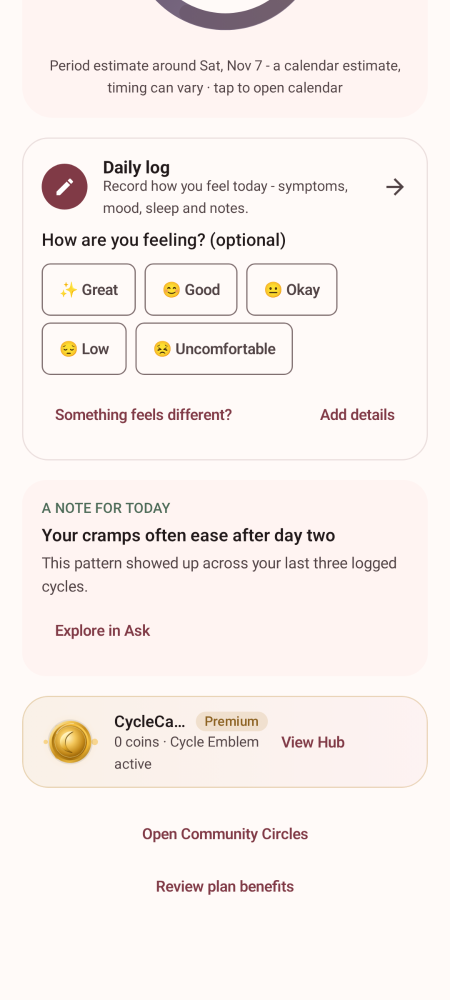 Period estimate around Sat, Nov 7 - a calendar estimate,
timing can vary · tap to open calendar
Daily log
Record how you feel today - symptoms,
mood, sleep and notes.
How are you feeling? (optional)
✨ Great
😊 Good
😐 Okay
😔 Low
😣 Uncomfortable
Something feels different?
Add details
A NOTE FOR TODAY
Your cramps often ease after day two
This pattern showed up across your last three logged
cycles.
Explore in Ask
CycleCa... Premium
0 coins · Cycle Emblem
active
View Hub
Open Community Circles
Review plan benefits